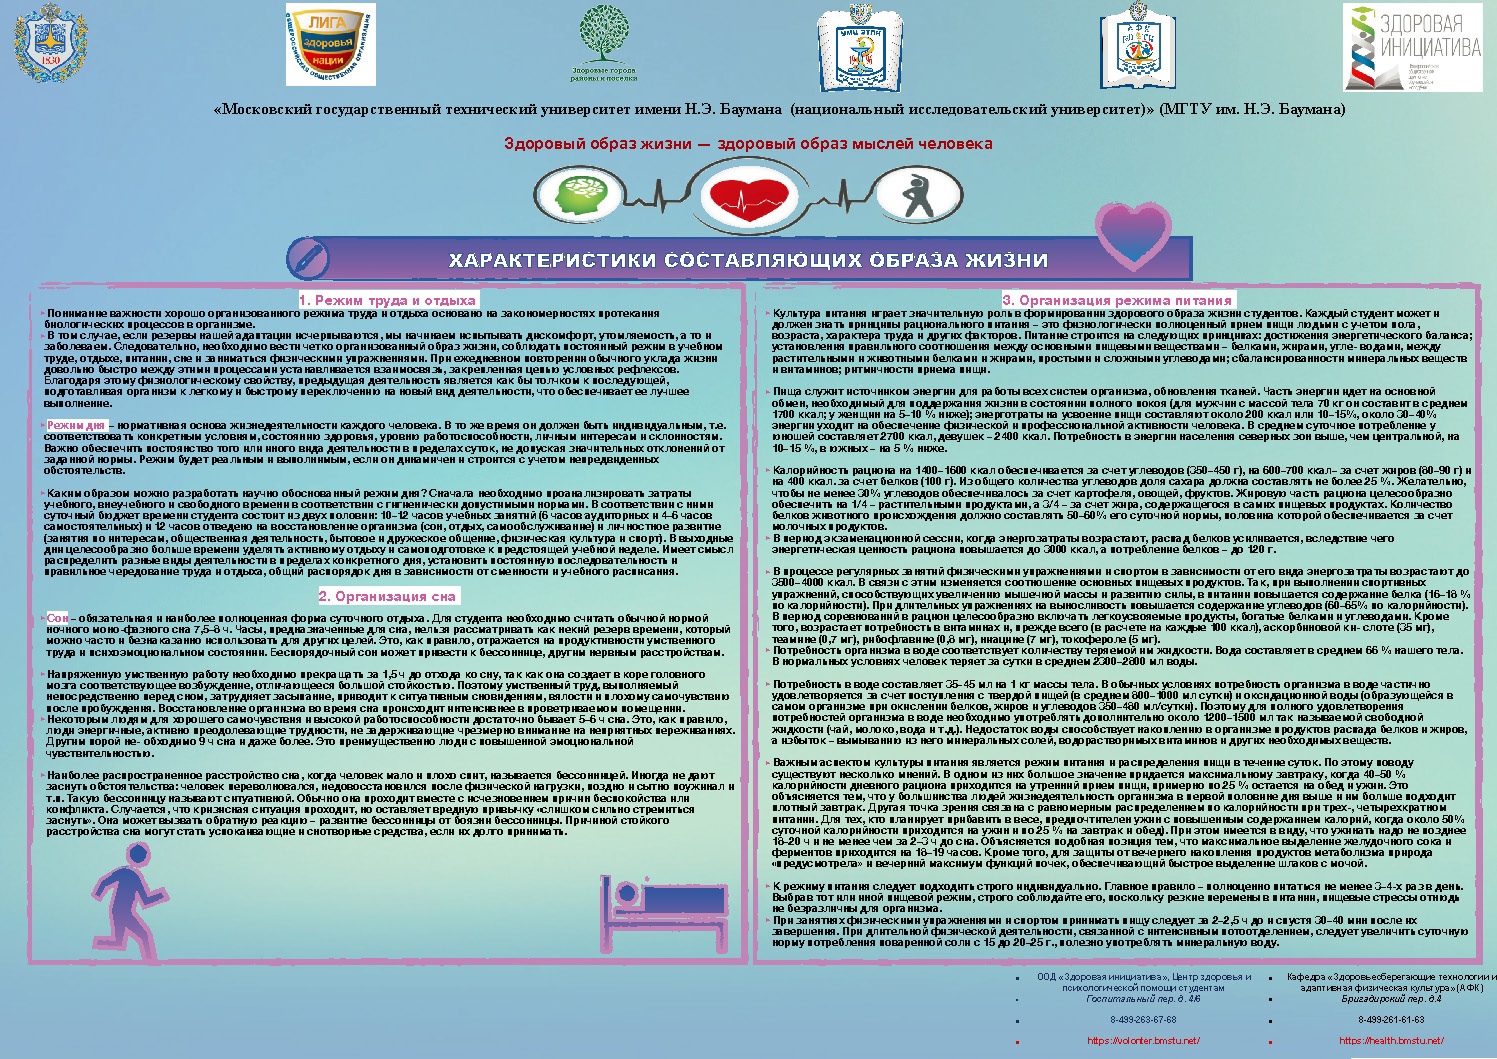 1830
ЛИГА
здоровья
нации
ОБЩЕРОССИЙСКАЯ ОБЩЕСТВЕННАЯ ОРГАНИЗАЦИЯ
Здоровые города
районы и поселки
УМЦ ЭТПН
АФК
ЗДОРОВАЯ
ИНИЦИАТИВА
«Московский государственный технический университет имени Н.Э. Баумана (национальный исследовательский университет)» (МГТУ им. Н.Э. Баумана)
Здоровый образ жизни — здоровый образ мыслей человека
ХАРАКТЕРИСТИКИ СОСТАВЛЯЮЩИХ ОБРАЗА ЖИЗНИ
1. Режим труда и отдыха
Понимание важности хорошо организованного режима труда и отдыха основано на закономерностях протекания
биологических процессов в организме.
В том случае, если резервы нашей адаптации исчерпываются, мы начинаем испытывать дискомфорт, утомляемость, а то и
заболеваем. Следовательно, необходимо вести четко организованный образ жизни, соблюдать постоянный режим в учебном
труде, отдыхе, питании, сне и заниматься физическими упражнениями. При ежедневном повторении обычного уклада жизни
довольно быстро между этими процессами устанавливается взаимосвязь, закрепленная цепью условных рефлексов.
Благодаря этому физиологическому свойству, предыдущая деятельность является как бы толчком к последующей,
подготавливая организм к легкому и быстрому переключению на новый вид деятельности, что обеспечивает ее лучшее
выполнение.
Режим дня – нормативная основа жизнедеятельности каждого человека. В то же время он должен быть индивидуальным, т.е.
соответствовать конкретным условиям, состоянию здоровья, уровню работоспособности, личным интересам и склонностям.
Важно обеспечить постоянство того или иного вида деятельности в пределах суток, не допуская значительных отклонений от
заданной нормы. Режим будет реальным и выполнимым, если он динамичен и строится с учетом непредвиденных
обстоятельств.
Каким образом можно разработать научно обоснованный режим дня? Сначала необходимо проанализировать затраты
учебного, внеучебного и свободного времени в соответствии с гигиенически допустимыми нормами. В соответствии с ними
суточный бюджет времени студента состоит из двух половин: 10–12 часов учебных занятий (6 часов аудиторных и 4–6 часов
самостоятельных) и 12 часов отведено на восстановление организма (сон, отдых, самообслуживание) и личностное развитие
(занятия по интересам, общественная деятельность, бытовое и дружеское общение, физическая культура и спорт). В выходные
дни целесообразно больше времени уделять активному отдыху и самоподготовке к предстоящей учебной неделе. Имеет смысл
распределить разные виды деятельности в пределах конкретного дня, установить постоянную последовательность и
правильное чередование труда и отдыха, общий распорядок дня в зависимости от сменности и учебного расписания.
2. Организация сна
Сон – обязательная и наиболее полноценная форма суточного отдыха. Для студента необходимо считать обычной нормой
ночного моно-фазного сна 7,5–8 ч. Часы, предназначенные для сна, нельзя рассматривать как некий резерв времени, который
можно часто и безнаказанно использовать для других целей. Это, как правило, отражается на продуктивности умственного
труда и психоэмоциональном состоянии. Беспорядочный сон может привести к бессоннице, другим нервным расстройствам.
Напряженную умственную работу необходимо прекращать за 1,5 ч до отхода ко сну, так как она создает в коре головного
мозга соответствующее возбуждение, отличающееся большой стойкостью. Поэтому умственный труд, выполняемый
непосредственно перед сном, затрудняет засыпание, приводит к ситуативным сновидениям, вялости и плохому самочувствию
после пробуждения. Восстановление организма во время сна происходит интенсивнее в проветриваемом помещении.
Некоторым людям для хорошего самочувствия и высокой работоспособности достаточно бывает 5–6 ч сна. Это, как правило,
люди энергичные, активно преодолевающие трудности, не задерживающие чрезмерно внимание на неприятных переживаниях.
Другим порой не- обходимо 9 ч сна и даже более. Это преимущественно люди с повышенной эмоциональной
чувствительностью.
Наиболее распространенное расстройство сна, когда человек мало и плохо спит, называется бессонницей. Иногда не дают
заснуть обстоятельства: человек переволновался, недовосстановился после физической нагрузки, поздно и сытно поужинал и
т.п. Такую бессонницу называют ситуативной. Обычно она проходит вместе с исчезновением причин беспокойства или
конфликта. Случается, что кризисная ситуация проходит, но оставляет вредную привычку «слишком сильно стремиться
заснуть». Она может вызвать обратную реакцию – развитие бессонницы от боязни бессонницы. Причиной стойкого
расстройства сна могут стать успокаивающие и снотворные средства, если их долго принимать.
3. Организация режима питания
Культура питания играет значительную роль в формировании здорового образа жизни студентов. Каждый студент может и
должен знать принципы рационального питания – это физиологически полноценный прием пищи людьми с учетом пола,
возраста, характера труда и других факторов. Питание строится на следующих принципах: достижения энергетического баланса;
установления правильного соотношения между основными пищевыми веществами – белками, жирами, угле- водами, между
растительными и животными белками и жирами, простыми и сложными углеводами; сбалансированности минеральных веществ
и витаминов; ритмичности приема пищи.
Пища служит источником энергии для работы всех систем организма, обновления тканей. Часть энергии идет на основной
обмен, необходимый для поддержания жизни в состоянии полного покоя (для мужчин с массой тела 70 кг он составит в среднем
1700 ккал; у женщин на 5–10 % ниже); энерготраты на усвоение пищи составляют около 200 ккал или 10–15%, около 30–40%
энергии уходит на обеспечение физической и профессиональной активности человека. В среднем суточное потребление у
юношей составляет 2700 ккал, девушек – 2400 ккал. Потребность в энергии населения северных зон выше, чем центральной, на
10–15 %, в южных – на 5 % ниже.
Калорийность рациона на 1400–1600 ккал обеспечивается за счет углеводов (350–450 г), на 600–700 ккал– за счет жиров (80–90 г) и
на 400 ккал. за счет белков (100 г). Из общего количества углеводов доля сахара должна составлять не более 25 %. Желательно,
чтобы не менее 30% углеводов обеспечивалось за счет картофеля, овощей, фруктов. Жировую часть рациона целесообразно
обеспечить на 1/4 – растительными продуктами, а 3/4 – за счет жира, содержащегося в самих пищевых продуктах. Количество
белков животного происхождения должно составлять 50–60% его суточной нормы, половина которой обеспечивается за счет
молочных продуктов.
В период экзаменационной сессии, когда энергозатраты возрастают, распад белков усиливается, вследствие чего
энергетическая ценность рациона повышается до 3000 ккал, а потребление белков – до 120 г.
В процессе регулярных занятий физическими упражнениями и спортом в зависимости от его вида энергозатраты возрастают до
3500–4000 ккал. В связи с этим изменяется соотношение основных пищевых продуктов. Так, при выполнении спортивных
упражнений, способствующих увеличению мышечной массы и развитию силы, в питании повышается содержание белка (16–18 %
по калорийности). При длительных упражнениях на выносливость повышается содержание углеводов (60–65% по калорийности).
В период соревнований в рацион целесообразно включать легкоусвояемые продукты, богатые белками и углеводами. Кроме
того, возрастает потребность в витаминах и, прежде всего (в расчете на каждые 100 ккал), аскорбиновой ки- слоте (35 мг),
теамине (0,7 мг), рибофлавине (0,8 мг), ниацине (7 мг), токофероле (5 мг).
Потребность организма в воде соответствует количеству теряемой им жидкости. Вода составляет в среднем 66 % нашего тела.
В нормальных условиях человек теряет за сутки в среднем 2300–2800 мл воды.
Потребность в воде составляет 35–45 мл на 1 кг массы тела. В обычных условиях потребность организма в воде частично
удовлетворяется за счет поступления с твердой пищей (в среднем 800–1000 мл сутки) и оксидационной воды (образующейся в
самом организме при окислении белков, жиров и углеводов 350–480 мл/сутки). Поэтому для полного удовлетворения
потребностей организма в воде необходимо употреблять дополнительно около 1200–1500 мл так называемой свободной
жидкости (чай, молоко, вода и т.д.). Недостаток воды способствует накоплению в организме продуктов распада белков и жиров,
а избыток – вымыванию из него минеральных солей, водорастворимых витаминов и других необходимых веществ.
Важным аспектом культуры питания является режим питания и распределения пищи в течение суток. По этому поводу
существуют несколько мнений. В одном из них большое значение придается максимальному завтраку, когда 40–50 %
калорийности дневного рациона приходится на утренний прием пищи, примерно по 25 % остается на обед и ужин. Это
объясняется тем, что у большинства людей жизнедеятельность организма в первой половине дня выше и им больше подходит
плотный завтрак. Другая точка зрения связана с равномерным распределением по калорийности при трех-, четырехкратном
питании. Для тех, кто планирует прибавить в весе, предпочтителен ужин с повышенным содержанием калорий, когда около 50%
суточной калорийности приходится на ужин и по 25 % на завтрак и обед). При этом имеется в виду, что ужинать надо не позднее
18–20 ч и не менее чем за 2–3 ч до сна. Объясняется подобная позиция тем, что максимальное выделение желудочного сока и
ферментов приходится на 18–19 часов. Кроме того, для защиты от вечернего накопления продуктов метаболизма природа
«предусмотрела» и вечерний максимум функций почек, обеспечивающий быстрое выделение шлаков с мочой.
К режиму питания следует подходить строго индивидуально. Главное правило – полноценно питаться не менее 3–4-х раз в день.
Выбрав тот или иной пищевой режим, строго соблюдайте его, поскольку резкие перемены в питании, пищевые стрессы отнюдь
не безразличны для организма.
При занятиях физическими упражнениями и спортом принимать пищу следует за 2–2,5 ч до и спустя 30–40 мин после их
завершения. При длительной физической деятельности, связанной с интенсивным потоотделением, следует увеличить суточную
норму потребления поваренной соли с 15 до 20–25 г., полезно употреблять минеральную воду.
ООД «Здоровая инициатива», Центр здоровья и
психологической помощи студентам
Госпитальный пер. д. 4/6
8-499-263-67-68
https://volonter.bmstu.net/
Кафедра «Здоровьесберегающие технологии и
адаптивная физическая культура» (АФК)
Бригадирский пер. д.4
8-499-261-61-63
https://health.bmstu.net/